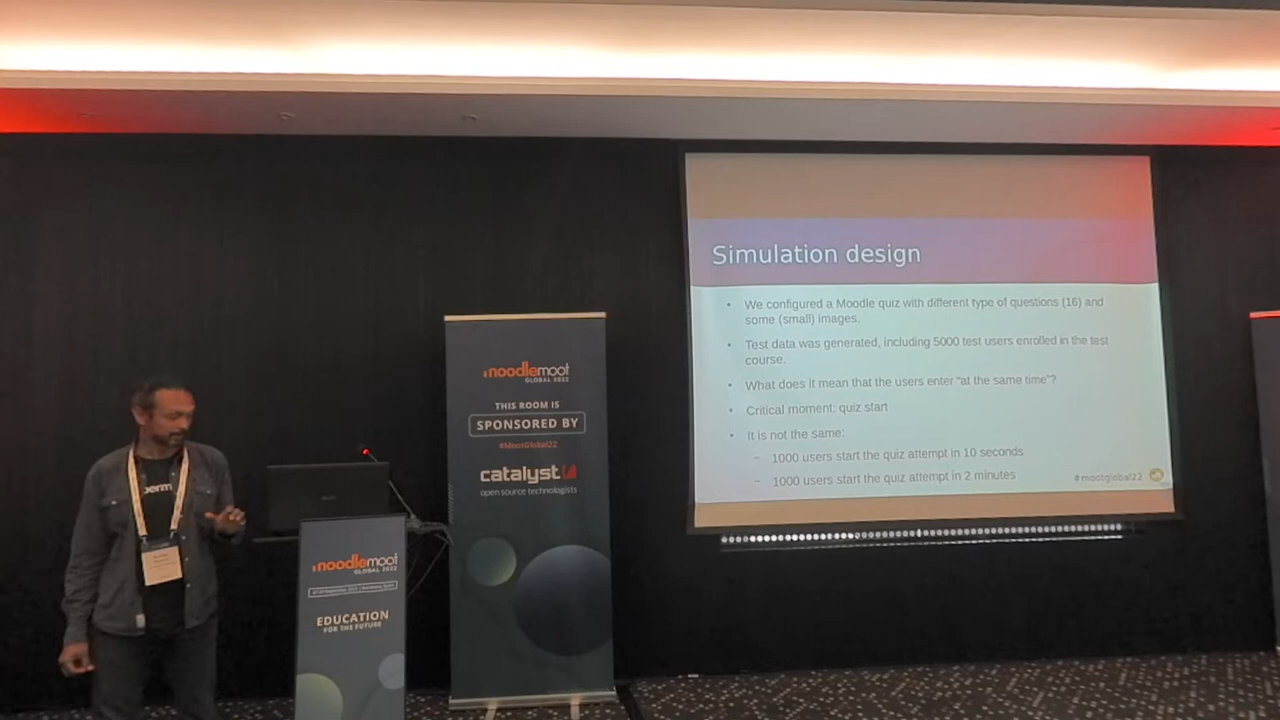 Simulation design
We configured a Moodle quiz with different type of questions (16) and
some (small) images.
Test data was generated, including 5000 test users enrolled in the test
course.
What does it mean that the users enter “at the same time”?
Critical moment: quiz start
It is not the same:
– 1000 users start the quiz attempt in 10 seconds
– 1000 users start the quiz attempt in 2 minutes
#mootglobal22
moodlemoot
GLOBAL 2022
THIS ROOM IS
SPONSORED BY
#MootGlobal22
catalyst
open source technologists
moodlemoot
GLOBAL 2022
EDUCATION
FOR THE FUTURE